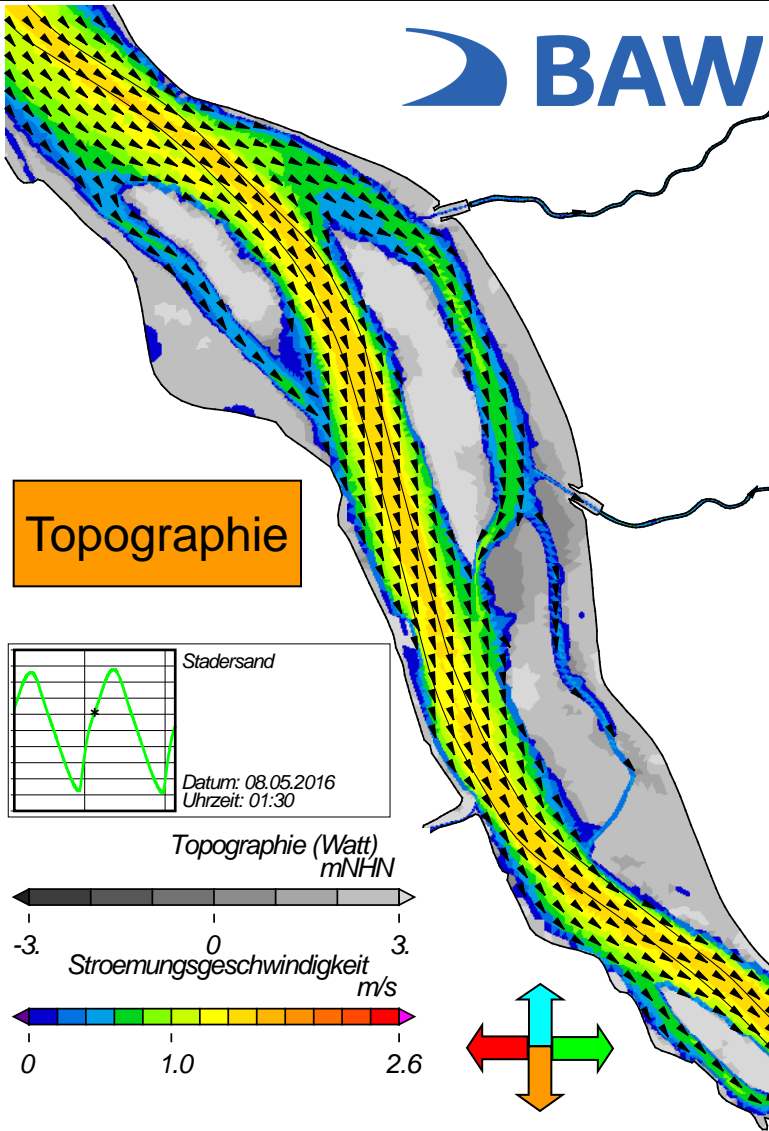 BAW
Topographie
Stadersand
Datum: 08.05.2016
Uhrzeit: 01:30
Topographie (Watt)
mNHN
-3. 0 3.
Stroemungsgeschwindigkeit
m/s
0 1.0 2.6